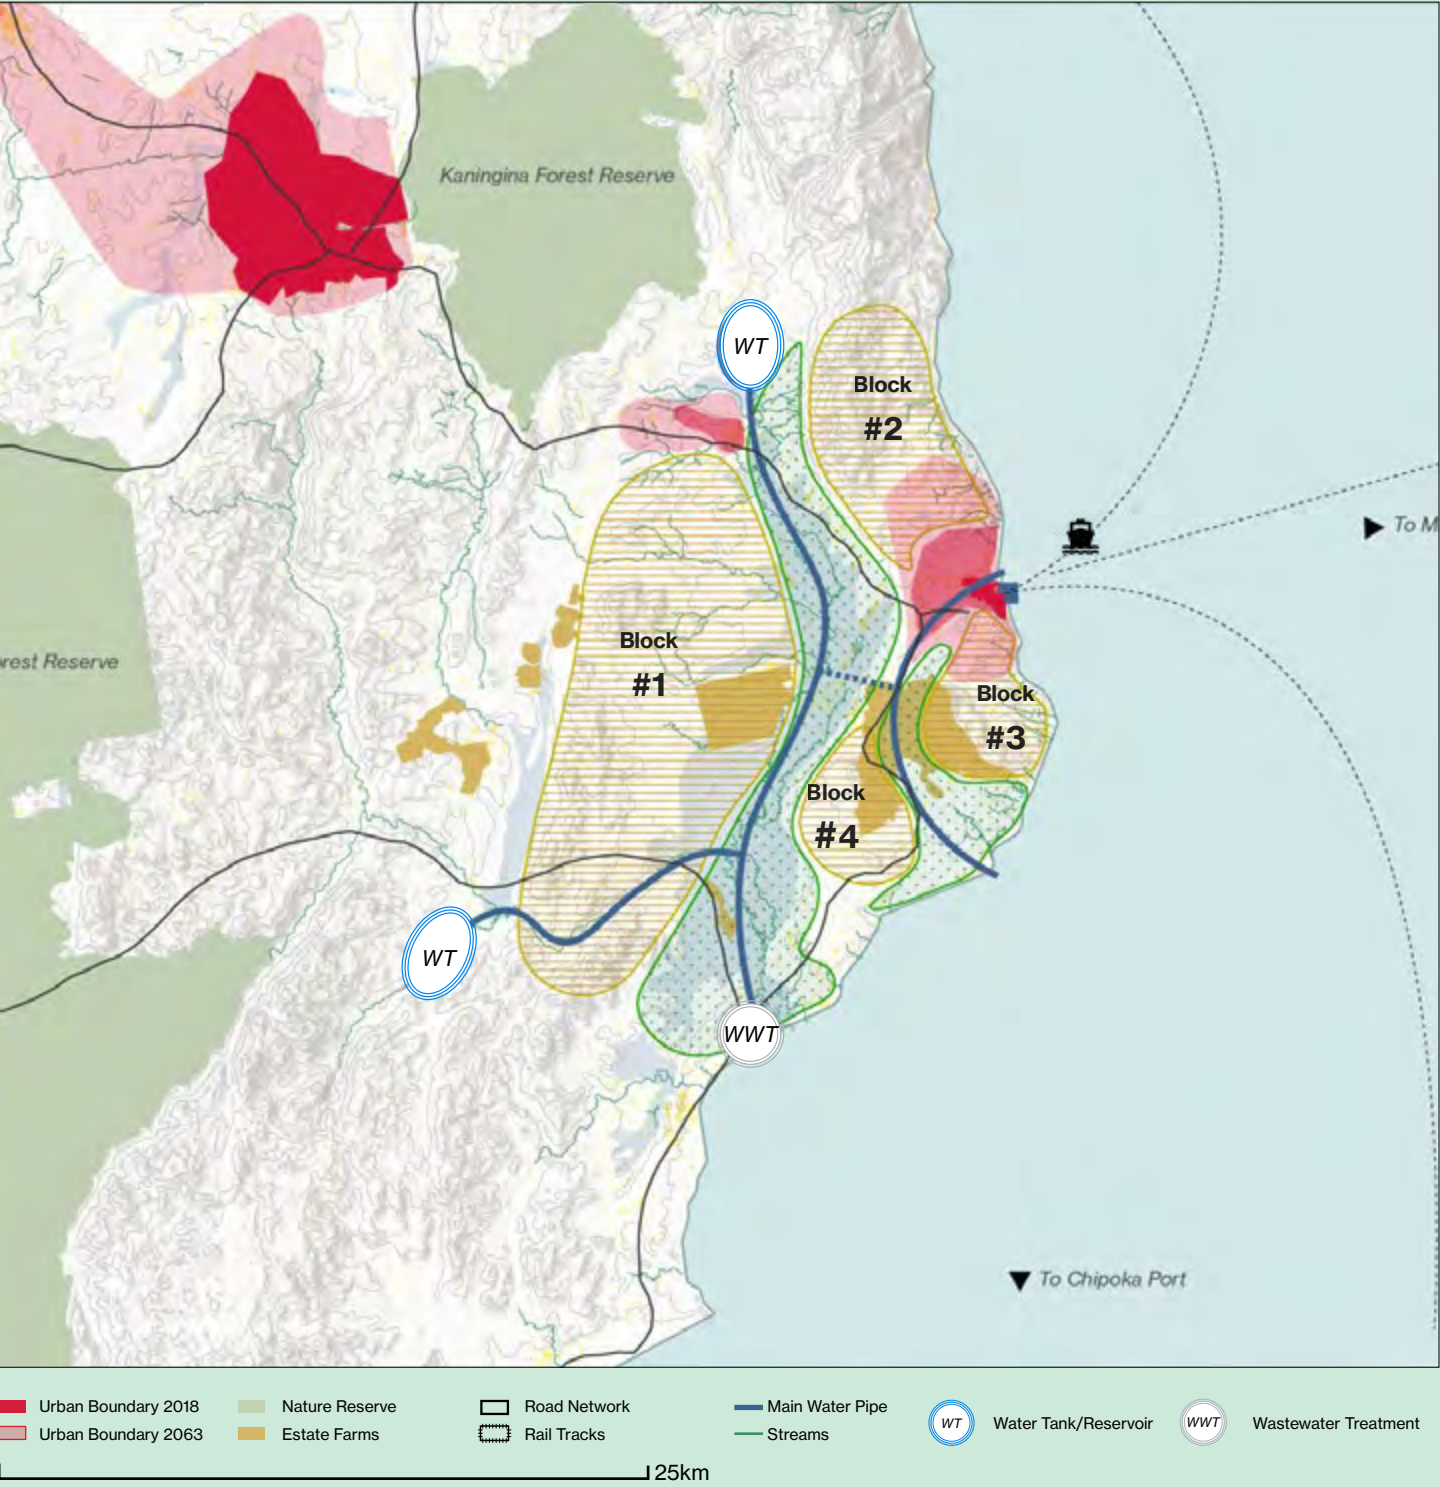 Kaningina Forest Reserve
WT
Block
#2
To M
Block
#1
rest Reserve
Block
#3
Block
#4
WT
WWT
To Chipoka Port
Urban Boundary 2018
Nature Reserve
Road Network
Main Water Pipe
WT
Water Tank/Reservoir
WWT
Wastewater Treatment
Urban Boundary 2063
Estate Farms
Rail Tracks
Streams
25km